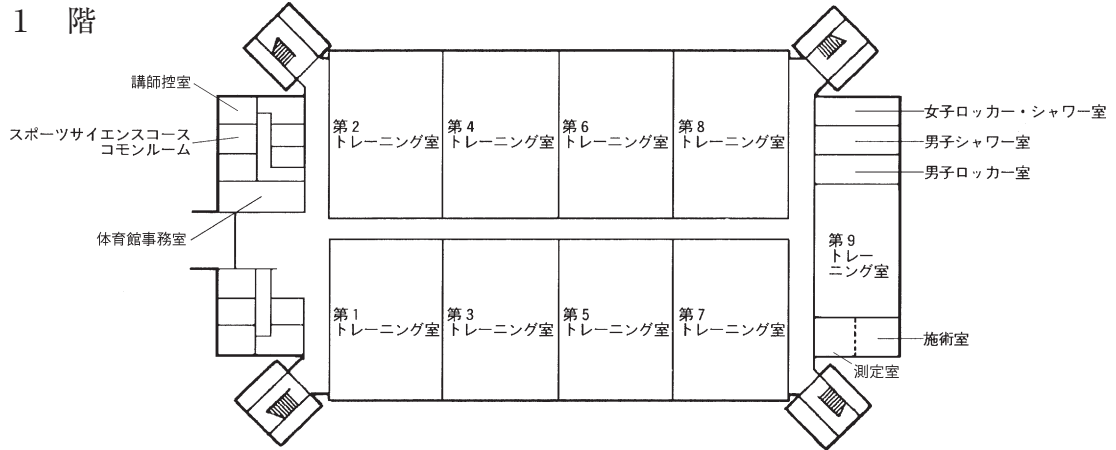 1 階
講師控室
スポーツサイエンスコース
コモンルーム
体育館事務室
第2
トレーニング室
第4
トレーニング室
第6
トレーニング室
第8
トレーニング室
第1
トレーニング室
第3
トレーニング室
第5
トレーニング室
第7
トレーニング室
女子ロッカー・シャワー室
男子シャワー室
男子ロッカー室
第9
トレー
ニング室
施術室
測定室